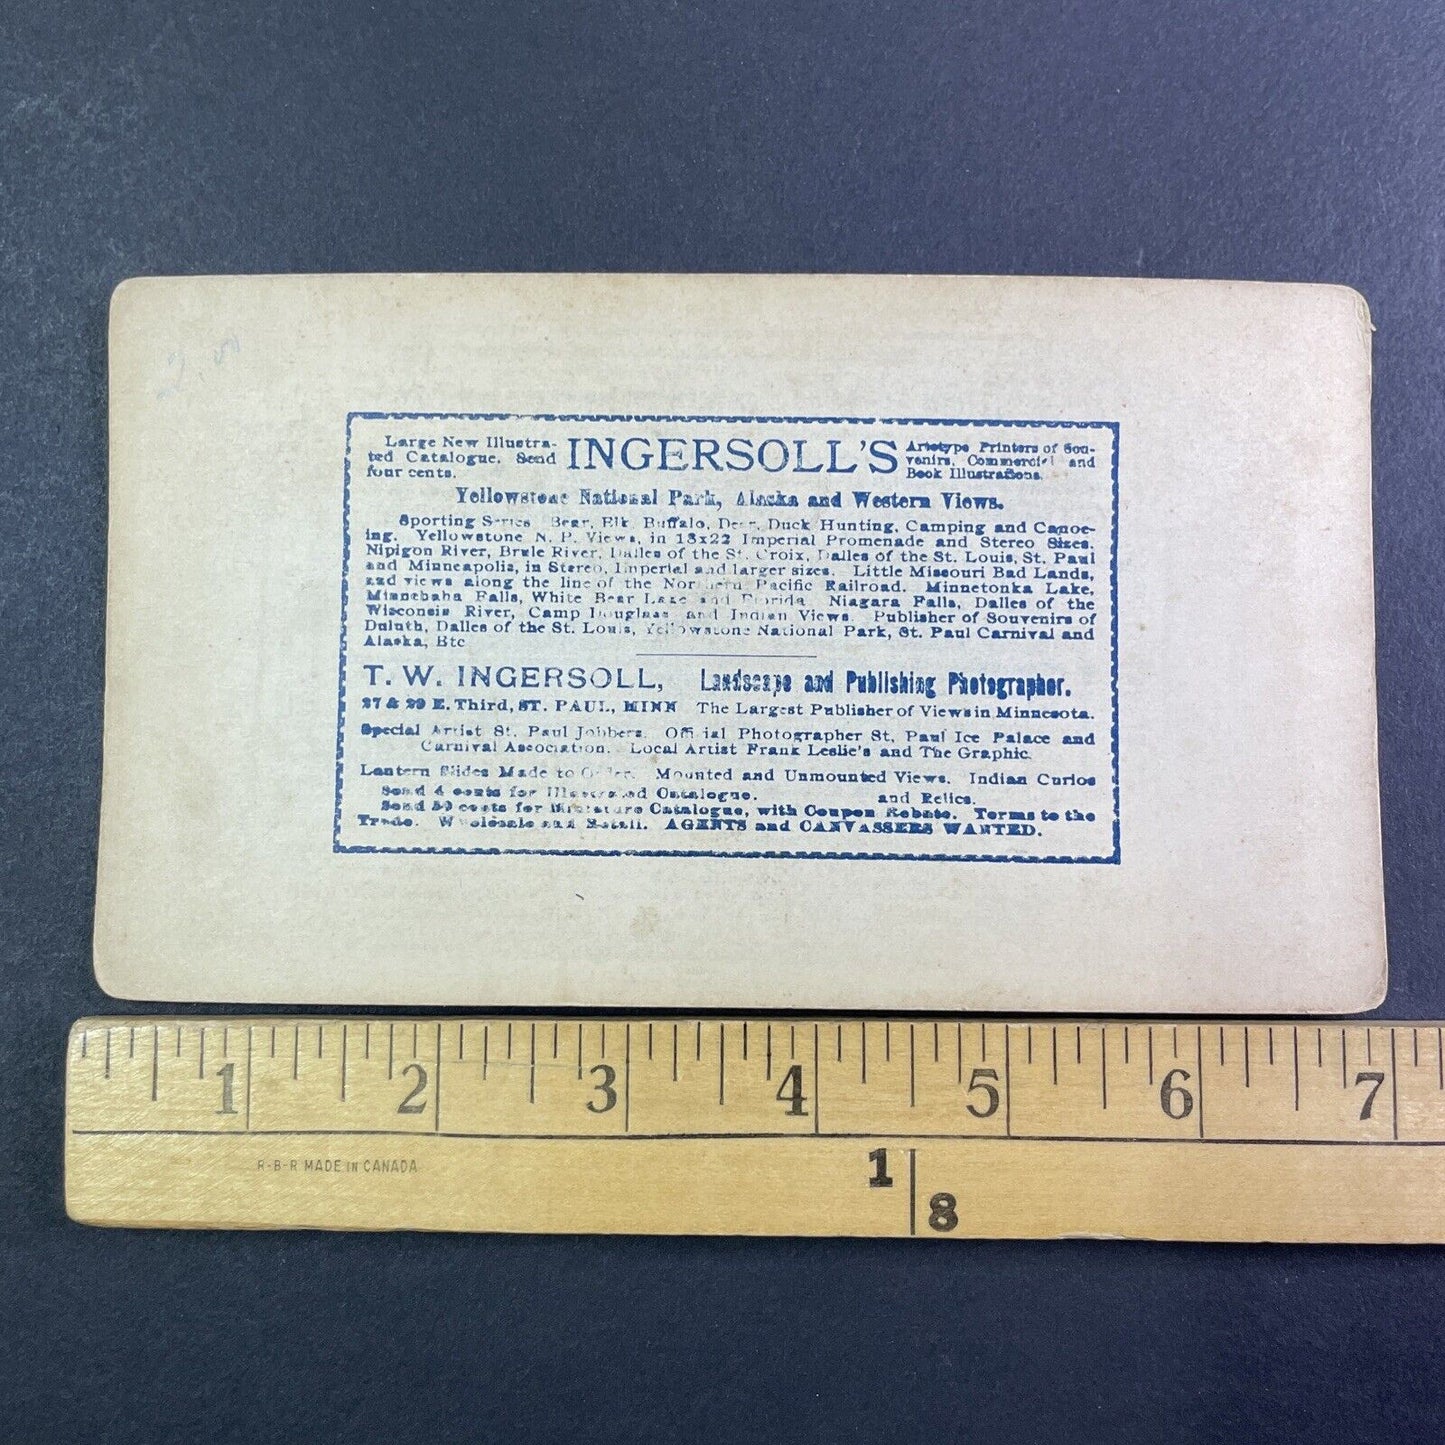 Large New Illustra-
ted Catalogue. Send
four cents.
INGERSOLL'S
Artotype Printers of Sou-
venirs, Commercial and
Book Illustrations.
Yellowstone National Park, Alaska and Western Views.
Sporting Series Bear, Elk, Buffalo, Deer, Duck Hunting, Camping and Canoe-
ing. Yellowstone N. P. Views, in 18x22 Imperial Promenade and Stereo Sizes.
Nipigon River, Brule River, Dalles of the St. Croix, Dalles of the St. Louis, St. Paul
and Minneapolis, in Stereo, Imperial and larger sizes. Little Missouri Bad Lands,
and views along the line of the Northern Pacific Railroad. Minnetonka Lake,
Minnehaha Falls, White Bear Lake and Florida Niagara Falls, Dalles of the
Wisconsin River, Camp Douglass and Indian Views. Publisher of Souvenirs of
Duluth, Dalles of the St. Louis, Yellowstone National Park, St. Paul Carnival and
Alaska, Etc
T. W. INGERSOLL, Landscape and Publishing Photographer.
27 & 29 E. Third, ST. PAUL, MINN The Largest Publisher of Views in Minnesota.
Special Artist St. Paul Jobbers. Official Photographer St. Paul Ice Palace and
Carnival Association. Local Artist Frank Leslie's and The Graphic.
Lantern Slides Made to Order. Mounted and Unmounted Views. Indian Curios
Send 4 cents for Illustrated Catalogue. and Relics.
Send 50 cents for Miniature Catalogue, with Coupon Rebate. Terms to the
Trade. Wholesale and Retail. AGENTS and CANVASSERS WANTED.
1 2 3 4 5 6 7
R-B-R MADE IN CANADA
1
8